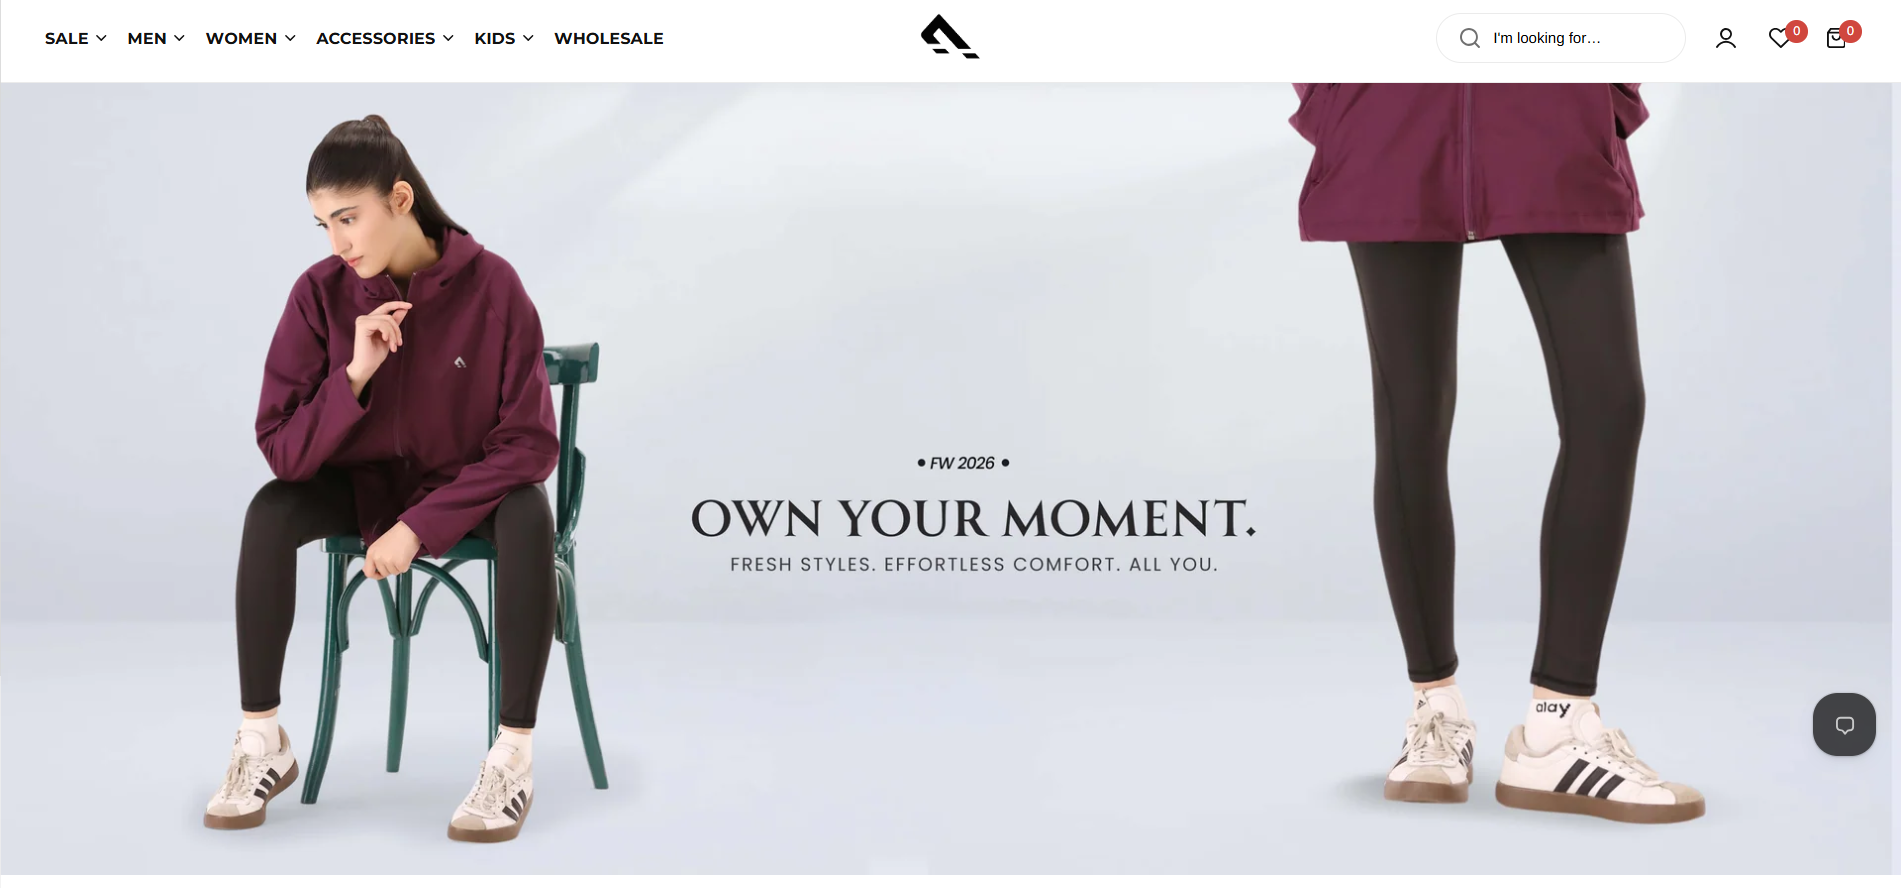 SALE MEN WOMEN ACCESSORIES KIDS WHOLESALE
I'm looking for...
0
0
• FW 2026 •
OWN YOUR MOMENT.
FRESH STYLES. EFFORTLESS COMFORT. ALL YOU.
alay